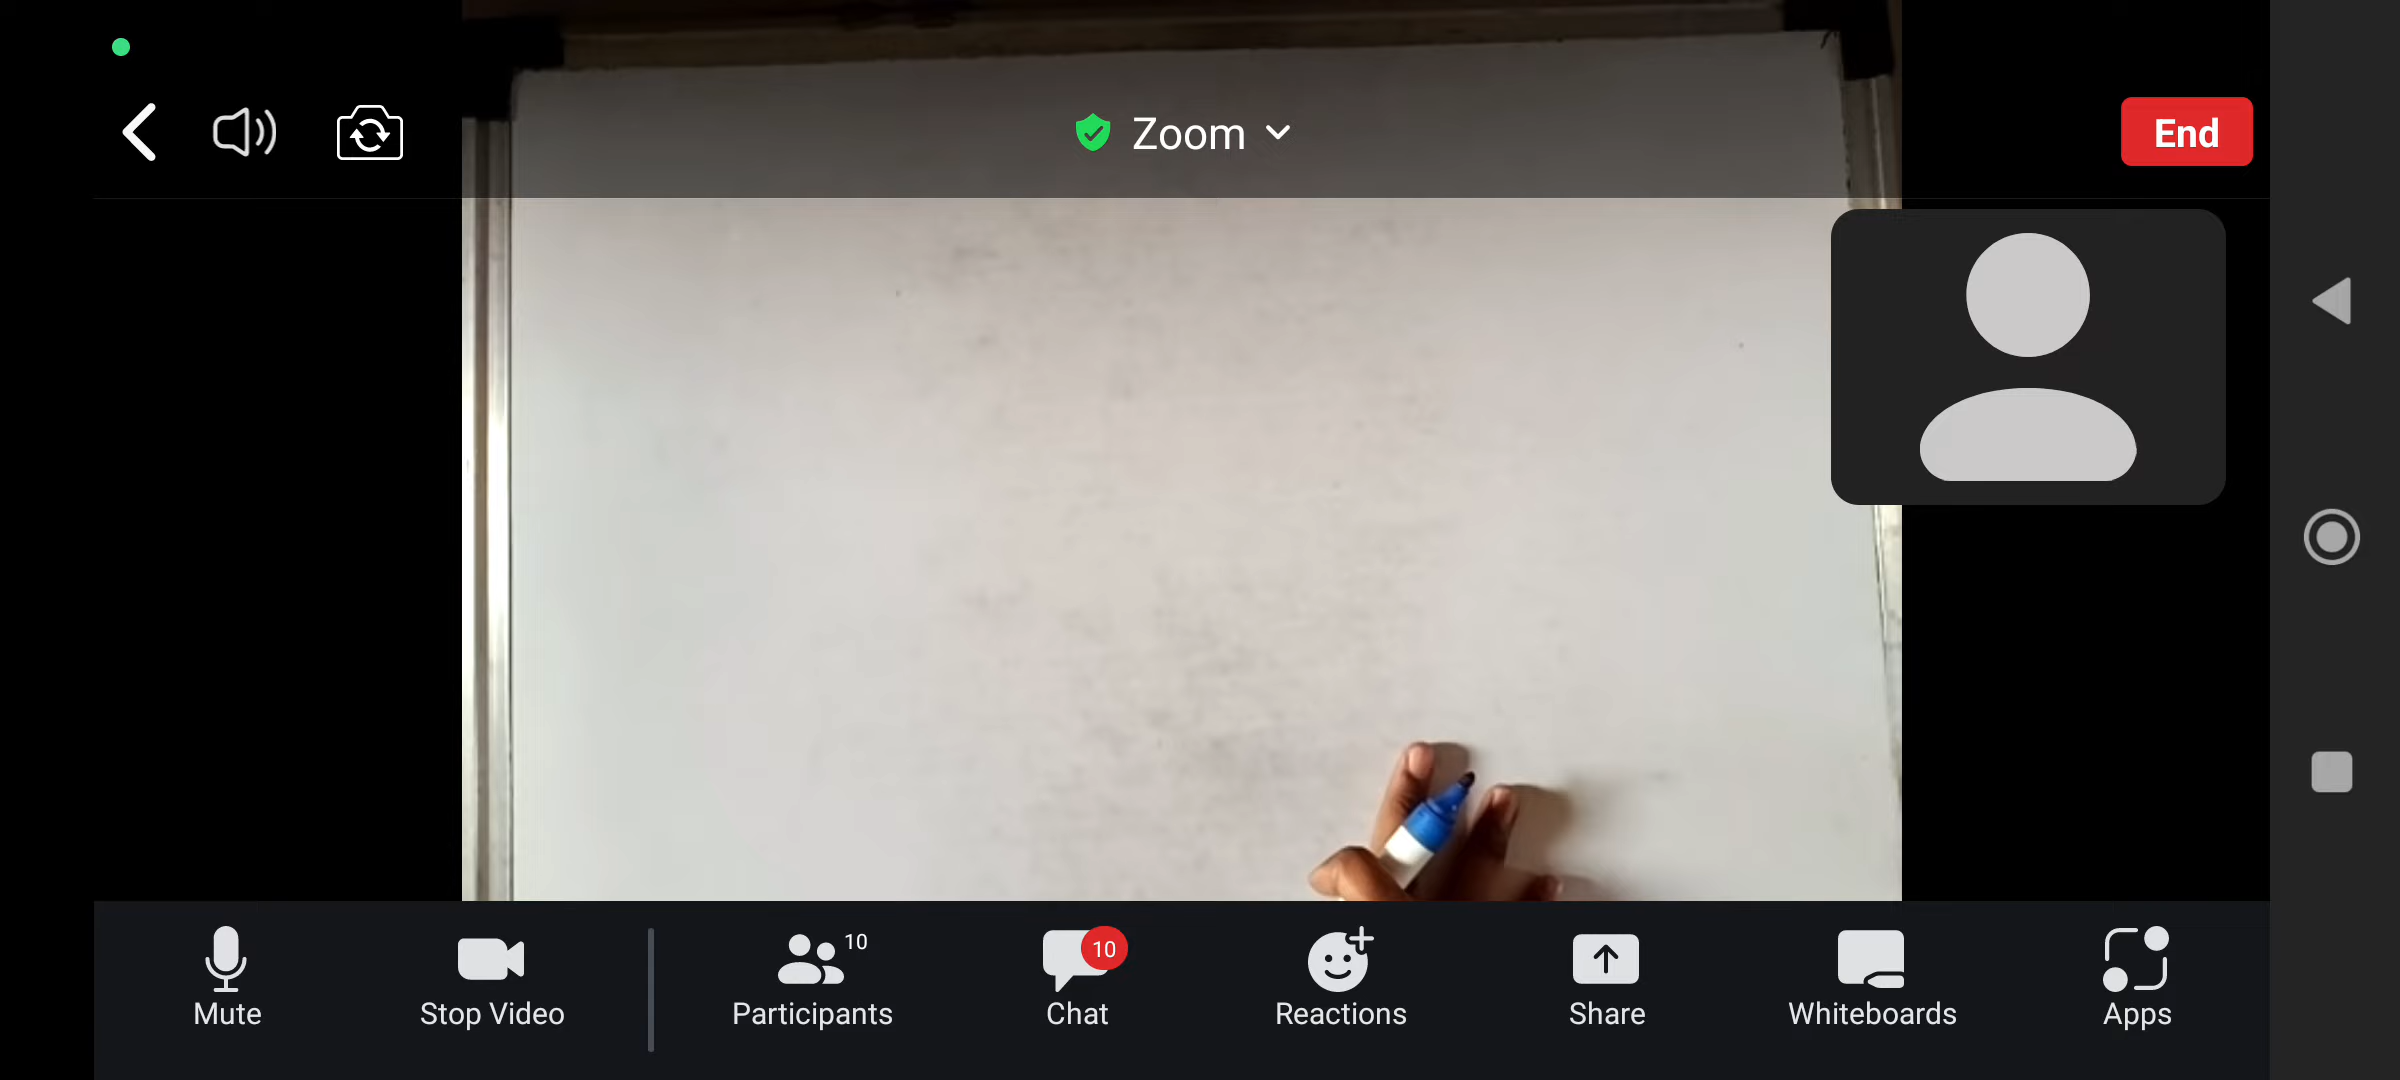 Zoom
End
10
10
Mute
Stop Video
Participants
Chat
Reactions
Share
Whiteboards
Apps